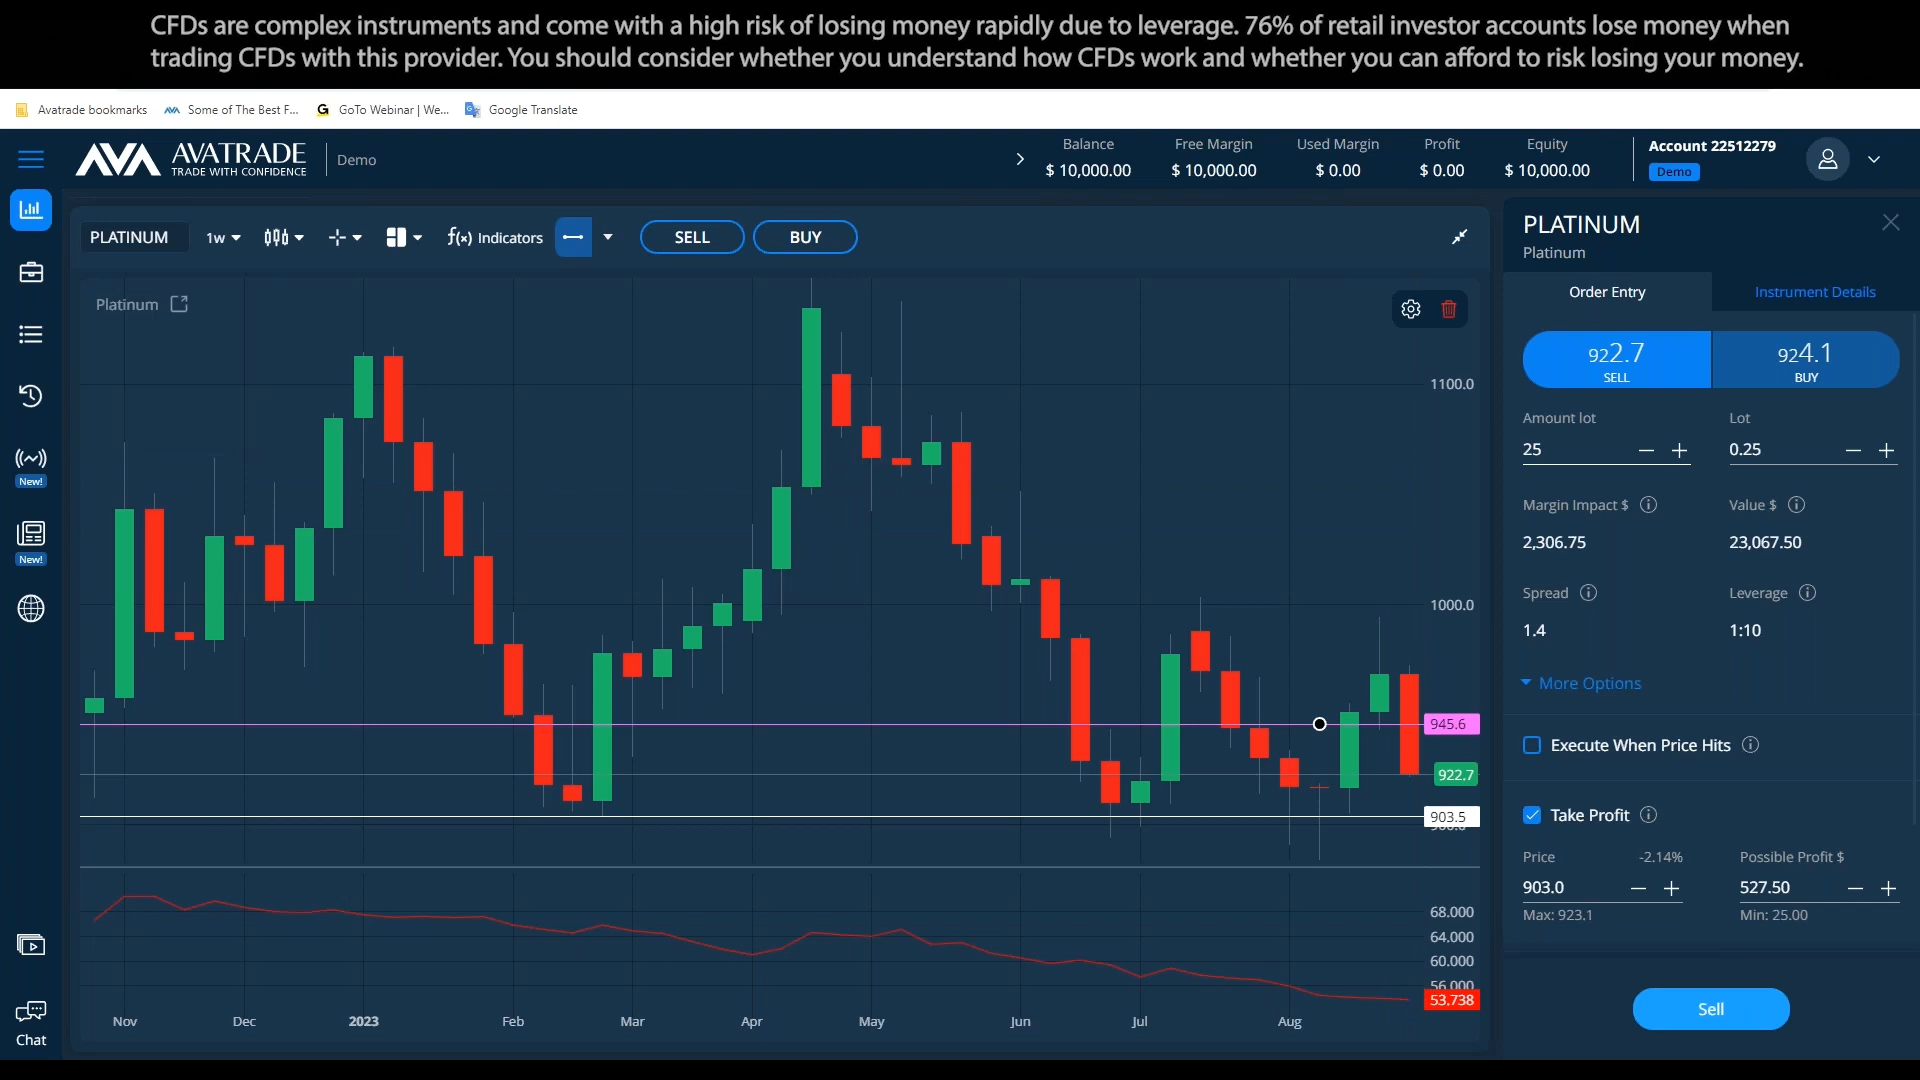 CFDs are complex instruments and come with a high risk of losing money rapidly due to leverage. 76% of retail investor accounts lose money when
trading CFDs with this provider. You should consider whether you understand how CFDs work and whether you can afford to risk losing your money.
Avatrade bookmarks AVA Some of The Best F... G GoTo Webinar | We... Google Translate
AVA AVATRADE
TRADE WITH CONFIDENCE
Demo
Balance
$ 10,000.00
Free Margin
$ 10,000.00
Used Margin
$ 0.00
Profit
$ 0.00
Equity
$ 10,000.00
Account 22512279
Demo
PLATINUM 1w f(x) Indicators SELL BUY
Platinum
1100.0
1000.0
945.6
922.7
903.5
68.000
64.000
60.000
56.000
53.738
Nov Dec 2023 Feb Mar Apr May Jun Jul Aug
New!
New!
Chat
PLATINUM
Platinum
Order Entry Instrument Details
922.7
SELL
924.1
BUY
Amount lot Lot
25 0.25
Margin Impact $ Value $
2,306.75 23,067.50
Spread Leverage
1.4 1:10
More Options
Execute When Price Hits
Take Profit
Price -2.14% Possible Profit $
903.0 527.50
Max: 923.1 Min: 25.00
Sell